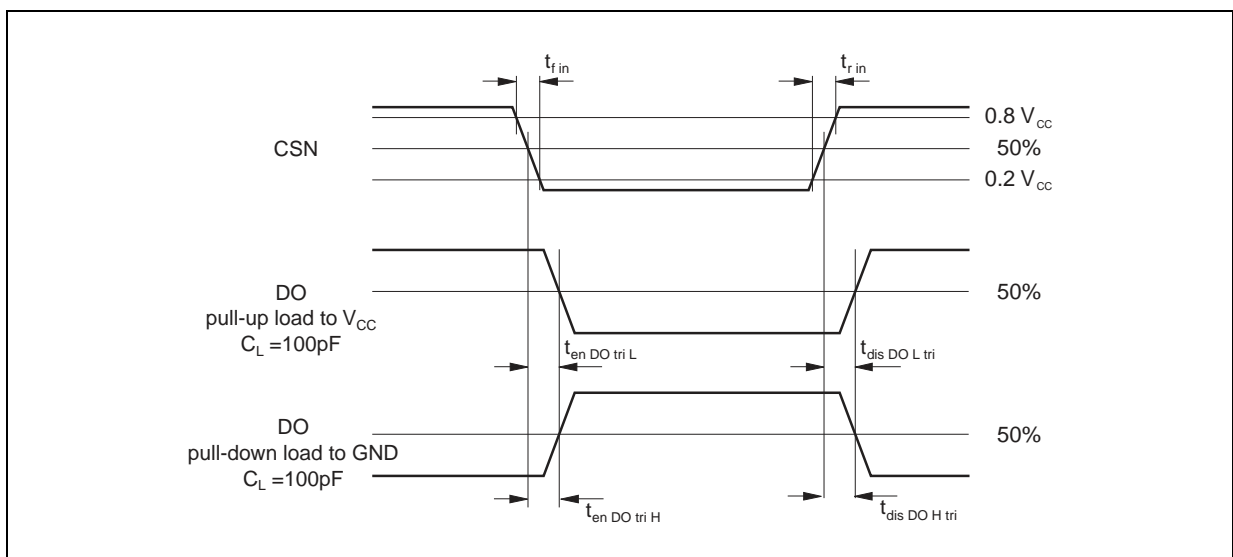 t_f in
t_r in
CSN
0.8 V_CC
50%
0.2 V_CC
DO
pull-up load to V_CC
C_L =100pF
50%
t_en DO tri L
t_dis DO L tri
DO
pull-down load to GND
C_L =100pF
50%
t_en DO tri H
t_dis DO H tri